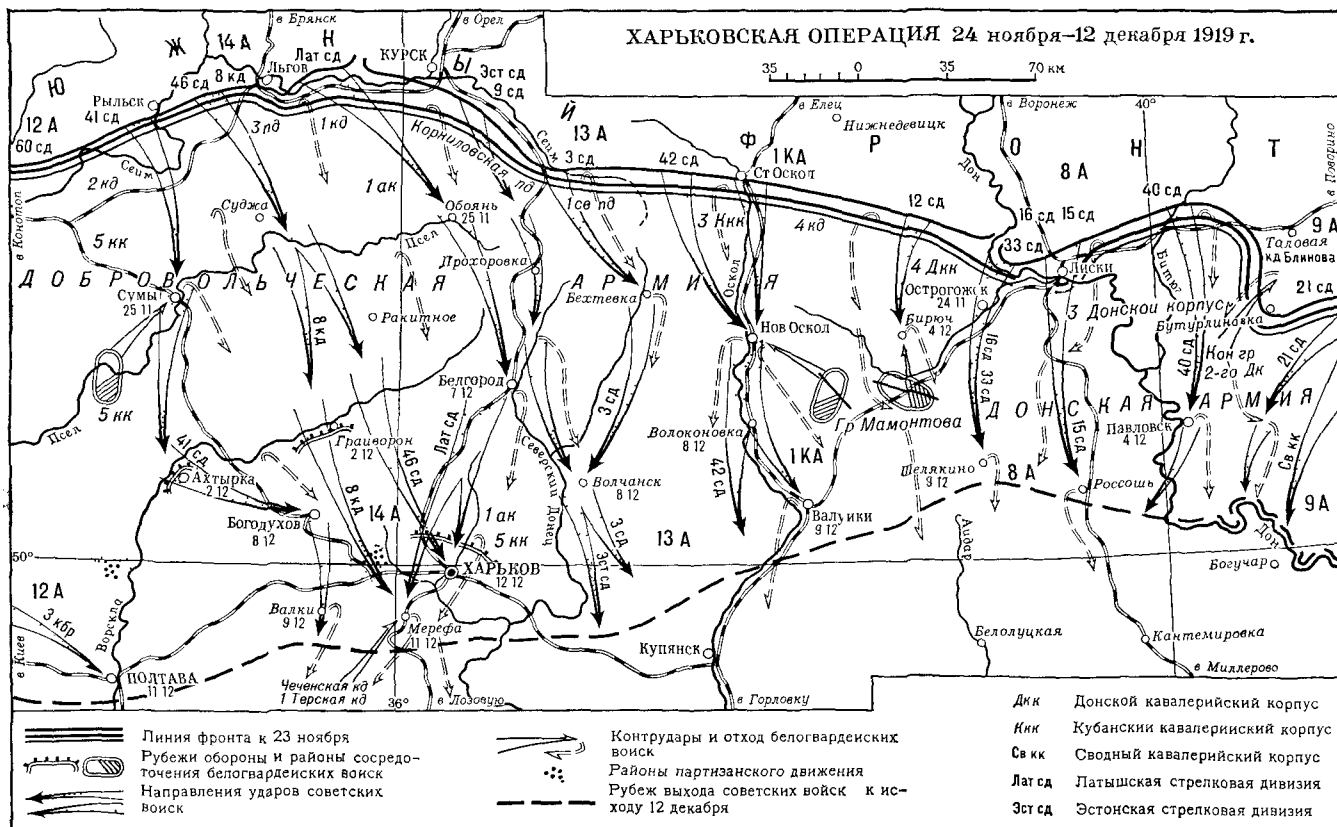 ХАРЬКОВСКАЯ ОПЕРАЦИЯ 24 ноября–12 декабря 1919 г.
35 0 35 70 км
в Брянск
в Орел
Ж
14 А
Н
Лат сд
КУРСК
Ы
Эст сд
9 сд
8 кд
Льгов
46 сд
Ю
Рыльск
41 сд
12 А
60 сд
Сейм
3 пд
1 кд
Корниловская пд
Сейм
Й
13 А
3 сд
42 сд
Ф
1 КА
Ст Оскол
в Елец
Нижнедевицк
Р
в Воронеж
Дон
О
Н
Т
40°
8 А
40 сд
в Поворино
9 А
Таловая
кд Блинова
21 сд
2 кд
1 ак
1 св пд
3 Ккк
4 кд
12 сд
16 сд
15 сд
33 сд
Лиски
Битюг
в Конотоп
Суджа
Обоянь
25 11
5 кк
Псел
Прохоровка
Оскол
4 Дкк
Острогожск
24 11
3 Донской корпус
Бутурлиновка
ДОБРОВОЛЬЧЕСКАЯ АРМИЯ
Сумы
25 11
Ракитное
Бехтевка
Нов Оскол
Бирюч
4 12
16 сд
33 сд
40 сд
Кон гр
2-го Дк
21 сд
8 кд
5 кк
Псел
Белгород
7 12
3 сд
Гр Мамонтова
ДОНСКАЯ АРМИЯ
Павловск
4 12
Лат сд
Грайворон
2 12
Северский Донец
Волоконовка
8 12
1 КА
15 сд
Св кк
41 сд
Ахтырка
2 12
46 сд
8 кд
Волчанск
8 12
42 сд
Шелякино
9 12
8 А
Россошь
9 А
Богодухов
8 12
14 А
1 ак
5 кк
3 сд
Эст сд
13 А
Валуйки
9 12
Айдар
Дон
Богучар
50°
ХАРЬКОВ
12 12
12 А
3 кбр
Ворскла
Валки
9 12
Мерефа
11 12
Купянск
Белолуцкая
Кантемировка
в Киев
ПОЛТАВА
11 12
Чеченская кд
1 Терская кд
36°
в Лозовую
в Горловку
в Миллерово
Линия фронта к 23 ноября
Рубежи обороны и районы сосредо-
точения белогвардейских войск
Направления ударов советских
войск
Контрудары и отход белогвардейских
войск
Районы партизанского движения
Рубеж выхода советских войск к ис-
ходу 12 декабря
Дкк Донской кавалерийский корпус
Ккк Кубанский кавалерийский корпус
Св кк Сводный кавалерийский корпус
Лат сд Латышская стрелковая дивизия
Эст сд Эстонская стрелковая дивизия